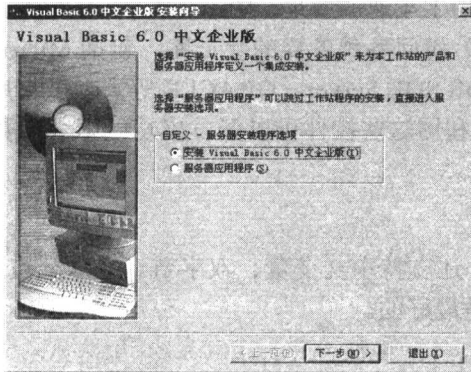 Visual Basic 6.0 中文企业版 安装向导
Visual Basic 6.0 中文企业版
选择“安装 Visual Basic 6.0 中文企业版”来为本工作站的产品和
服务器应用程序定义一个集成安装。
选择“服务器应用程序”可以跳过工作站程序的安装，直接进入服
务器安装选项。
自定义 - 服务器安装程序选项
安装 Visual Basic 6.0 中文企业版(I)
服务器应用程序(S)
< 上一步(B)
下一步(N) >
退出(X)